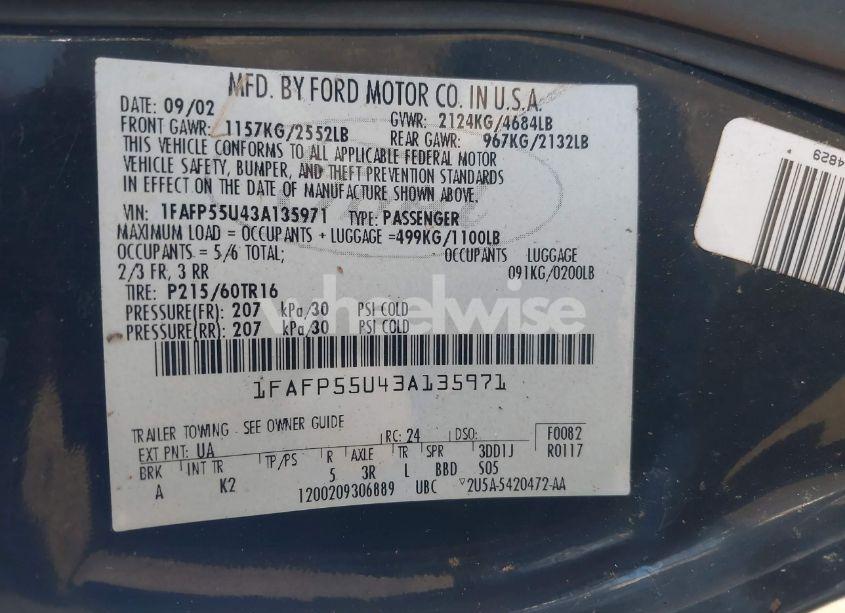 MFD. BY FORD MOTOR CO. IN U.S.A.
DATE: 09/02 GVWR: 2124KG/4684LB
FRONT GAWR: 1157KG/2552LB REAR GAWR: 967KG/2132LB
THIS VEHICLE CONFORMS TO ALL APPLICABLE FEDERAL MOTOR
VEHICLE SAFETY, BUMPER, AND THEFT PREVENTION STANDARDS
IN EFFECT ON THE DATE OF MANUFACTURE SHOWN ABOVE.
VIN: 1FAFP55U43A135971 TYPE: PASSENGER
MAXIMUM LOAD = OCCUPANTS + LUGGAGE =499KG/1100LB
OCCUPANTS = 5/6 TOTAL; OCCUPANTS LUGGAGE
2/3 FR, 3 RR 091KG/0200LB
TIRE: P215/60TR16
PRESSURE(FR): 207 kPa/30 PSI COLD
PRESSURE(RR): 207 kPa/30 PSI COLD
wheelwise
1FAFP55U43A135971
TRAILER TOWING - SEE OWNER GUIDE
EXT PNT: UA RC: 24 DSO: F0082
BRK INT TR TP/PS R AXLE TR SPR 3DD1J R0117
A K2 5 3R L BBD S05
1200209306889 UBC 2U5A-5420472-AA
4829